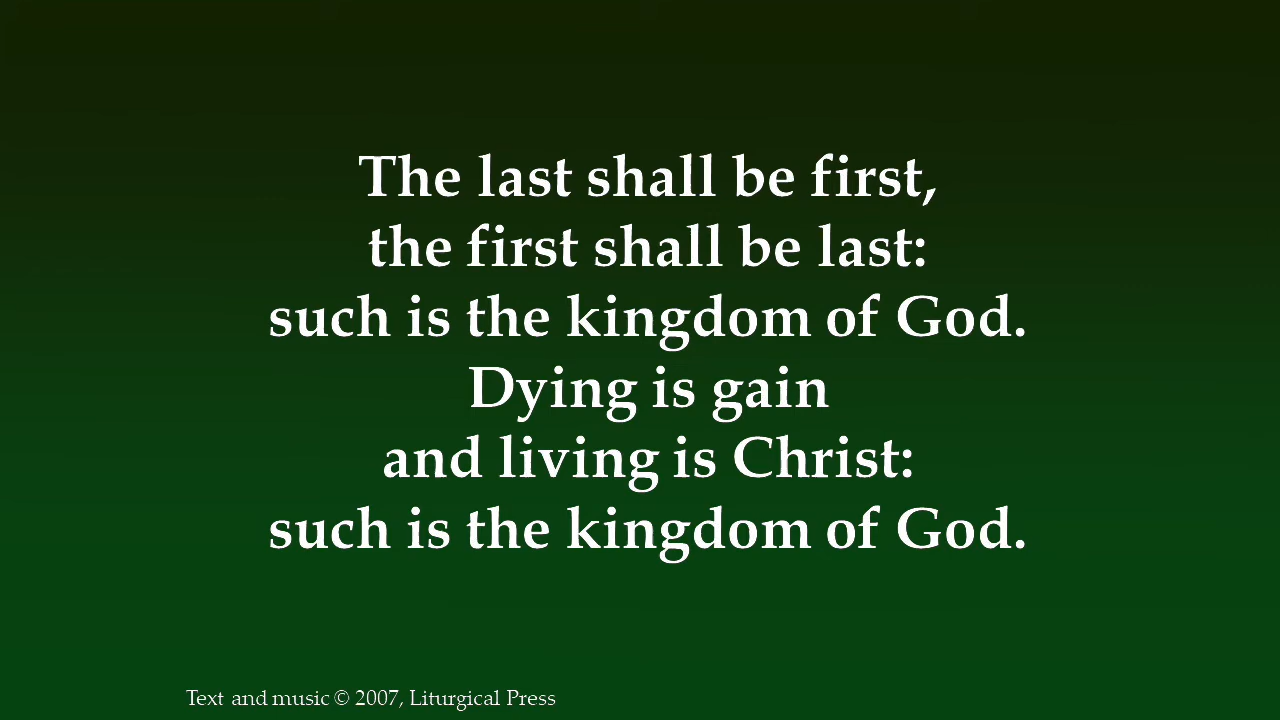 The last shall be first,
the first shall be last:
such is the kingdom of God.
Dying is gain
and living is Christ:
such is the kingdom of God.
Text and music © 2007, Liturgical Press